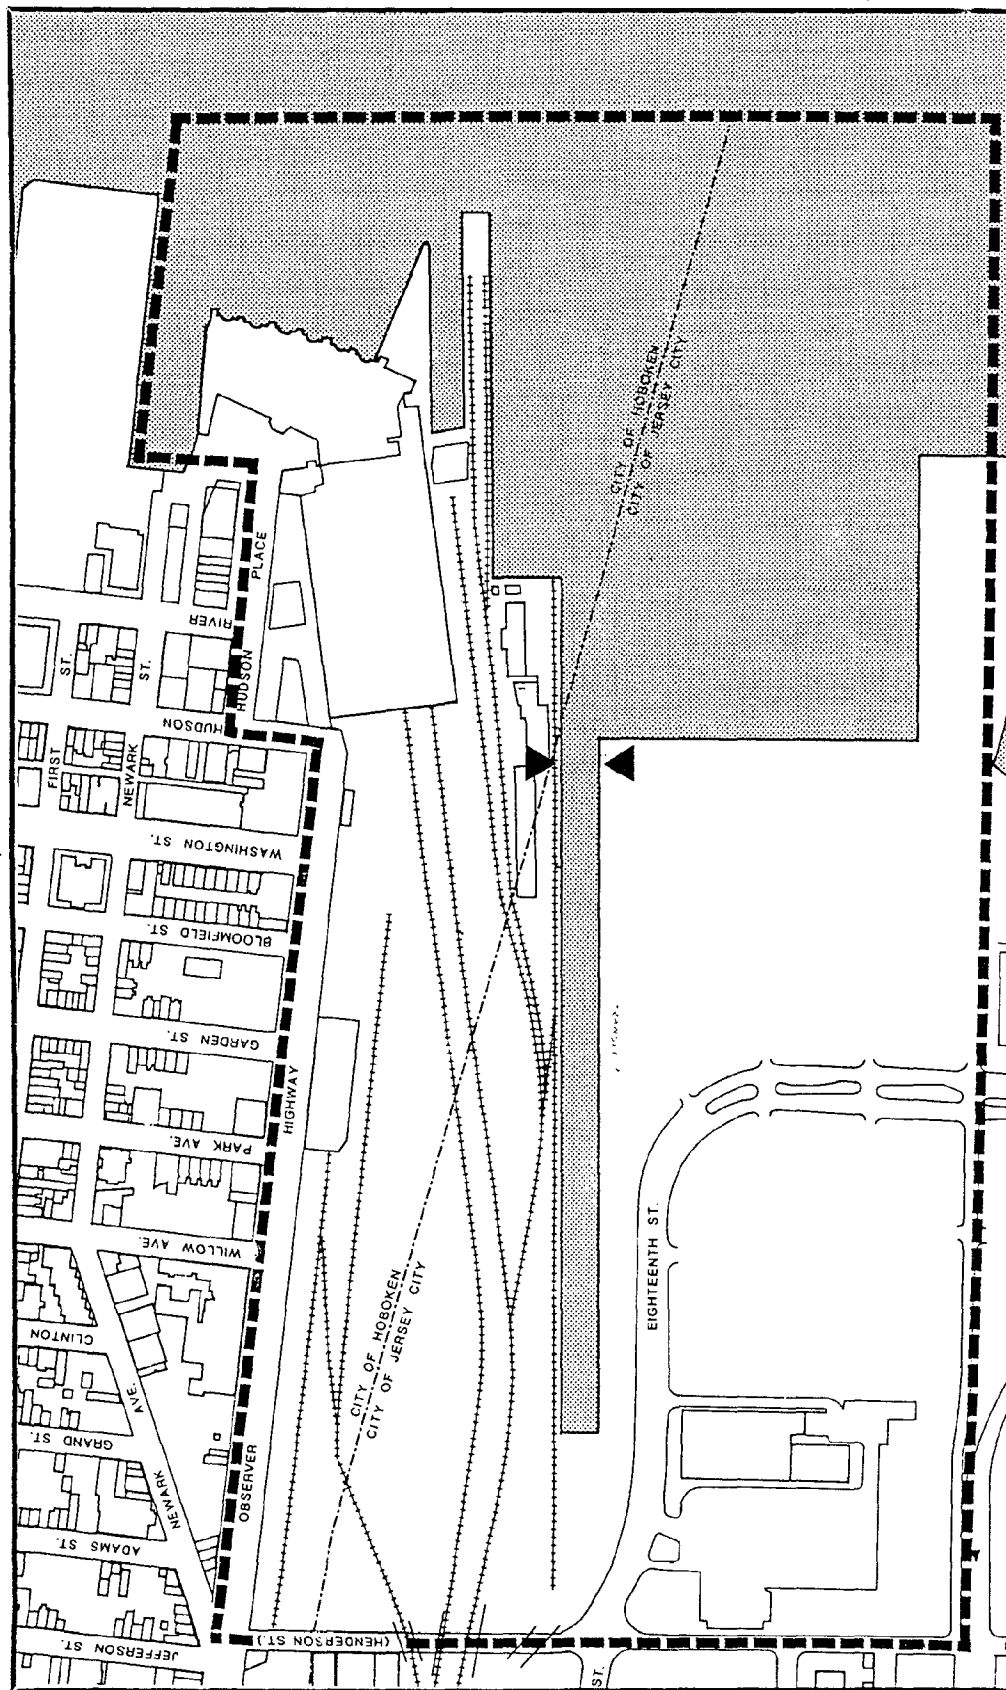 CITY OF HOBOKEN
CITY OF JERSEY CITY
PLACE
HUDSON
RIVER
ST.
ST.
HUDSON
FIRST
NEWARK
WASHINGTON ST.
BLOOMFIELD ST.
GARDEN ST.
HIGHWAY
PARK AVE.
WILLOW AVE.
CLINTON
AVE.
GRAND ST.
NEWARK
ADAMS ST.
JEFFERSON ST.
OBSERVER
CITY OF HOBOKEN
CITY OF JERSEY CITY
EIGHTEENTH ST.
(HENDERSON ST.)
ST.